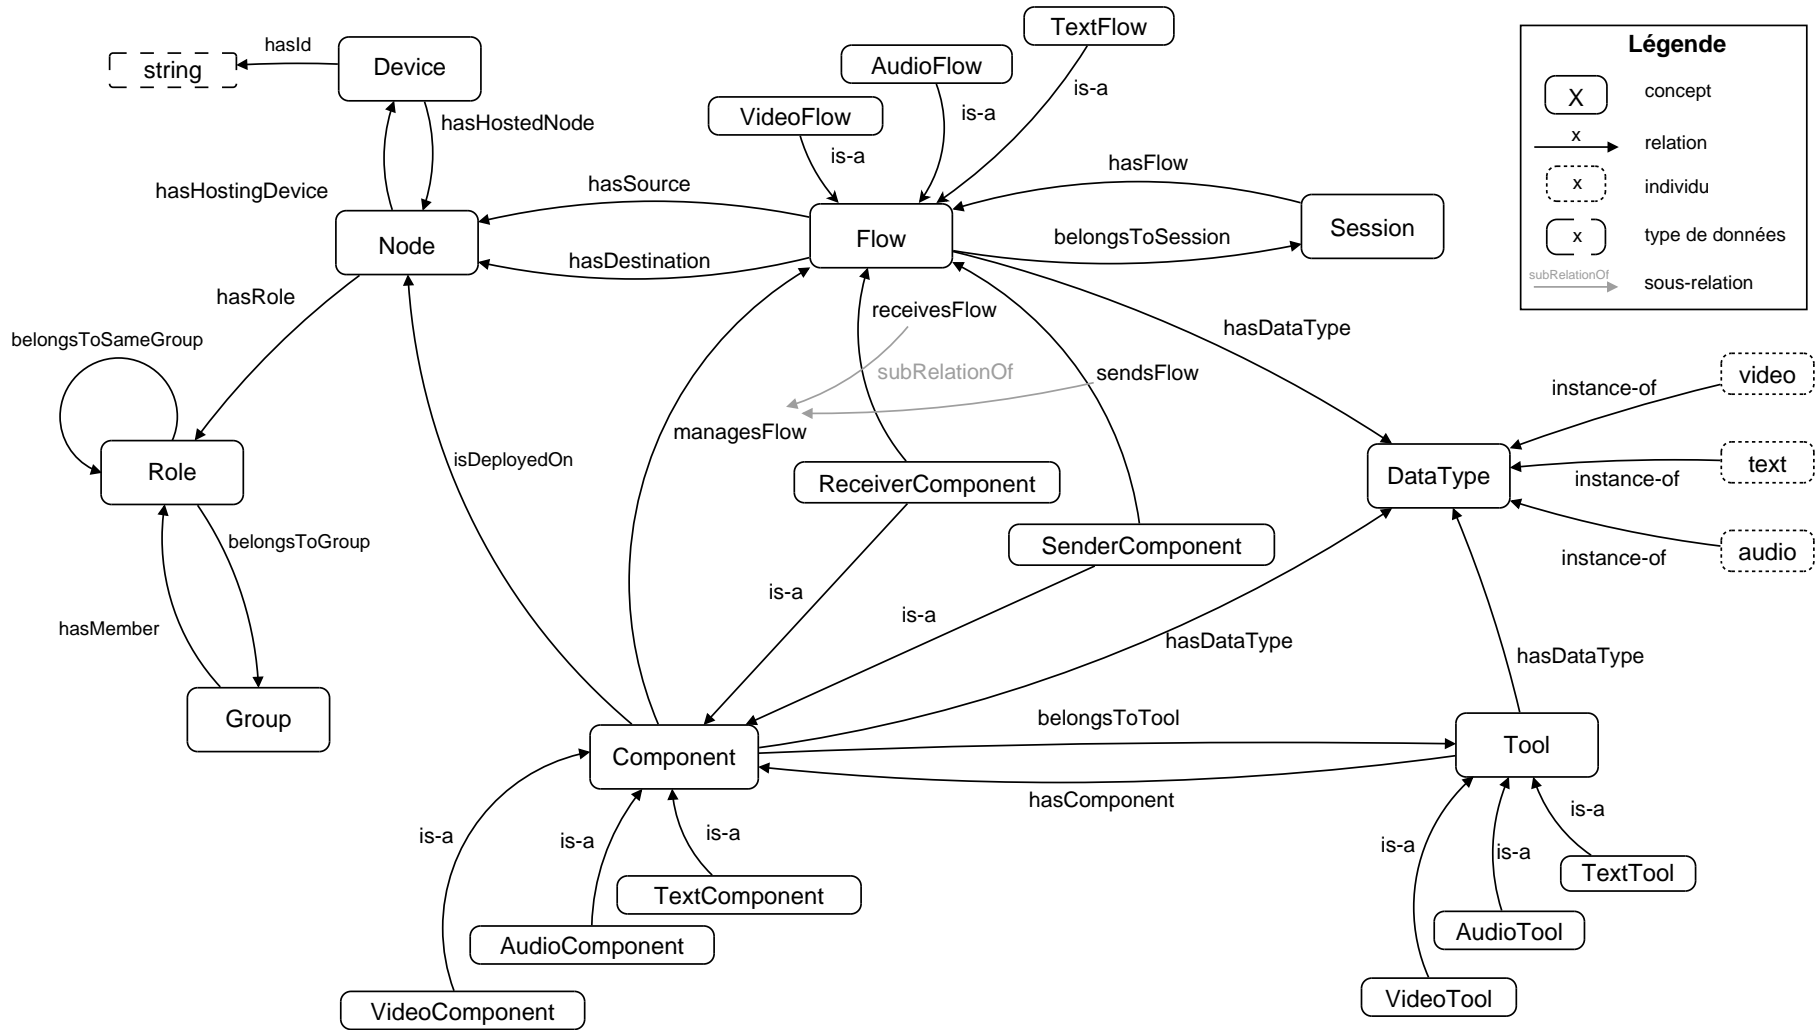 TextFlow
hasId
Device
string
AudioFlow
is-a
VideoFlow
is-a
hasHostedNode
is-a
hasFlow
hasSource
hasHostingDevice
Session
Flow
Node
belongsToSession
hasDestination
hasRole
receivesFlow
hasDataType
belongsToSameGroup
subRelationOf
sendsFlow
managesFlow
isDeployedOn
Role
ReceiverComponent
DataType
instance-of
video
text
instance-of
audio
instance-of
belongsToGroup
SenderComponent
is-a
is-a
hasMember
hasDataType
hasDataType
Group
belongsToTool
Component
Tool
hasComponent
is-a
is-a
is-a
is-a
is-a
is-a
TextComponent
TextTool
AudioComponent
AudioTool
VideoComponent
VideoTool
Légende
X
concept
x
relation
x
individu
x
type de données
subRelationOf
sous-relation